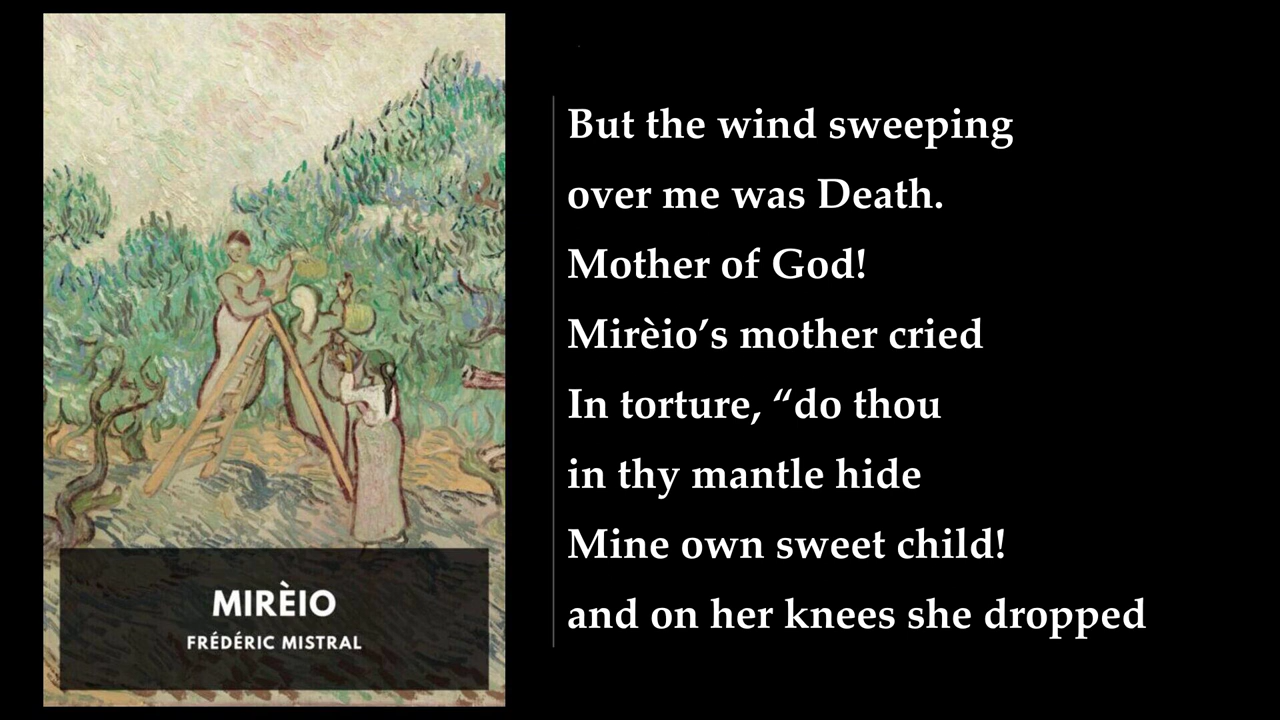 MIRÈIO
FRÉDÉRIC MISTRAL
But the wind sweeping
over me was Death.
Mother of God!
Mirèio’s mother cried
In torture, “do thou
in thy mantle hide
Mine own sweet child!
and on her knees she dropped